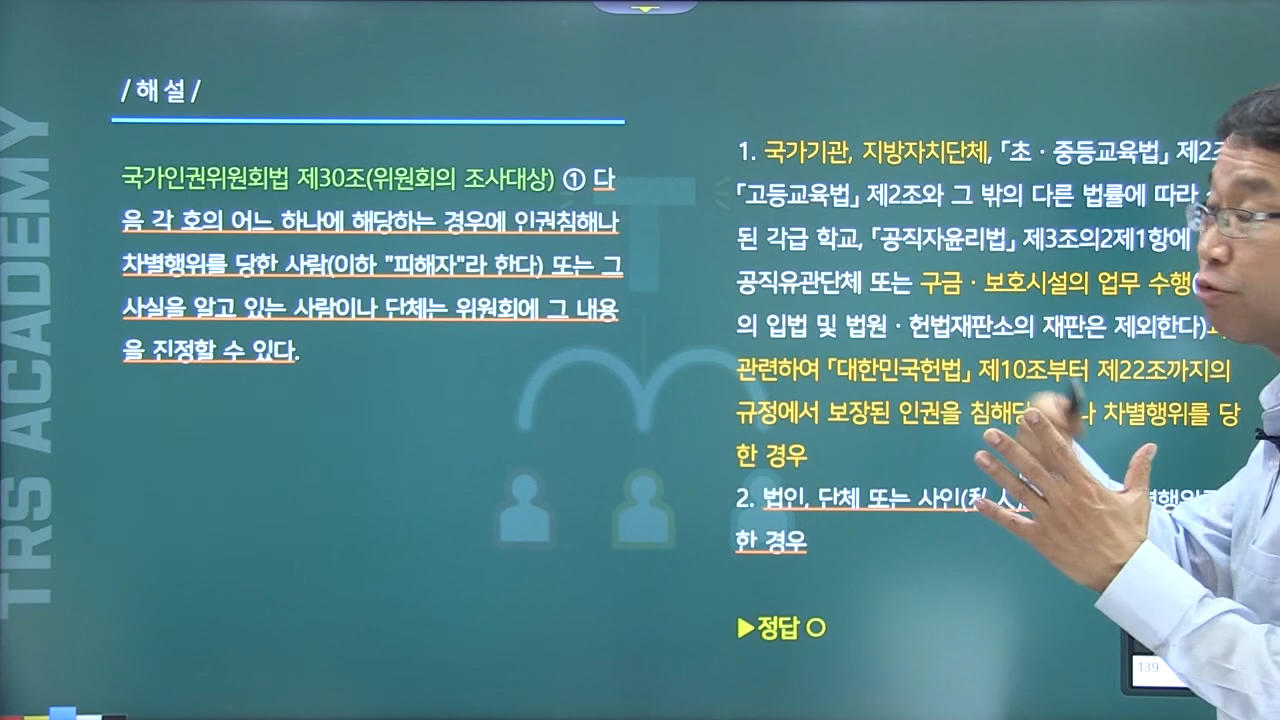 TRS ACADEMY
/ 해 설 /
국가인권위원회법 제30조(위원회의 조사대상) ① 다
음 각 호의 어느 하나에 해당하는 경우에 인권침해나
차별행위를 당한 사람(이하 "피해자"라 한다) 또는 그
사실을 알고 있는 사람이나 단체는 위원회에 그 내용
을 진정할 수 있다.
1. 국가기관, 지방자치단체, 「초ㆍ중등교육법」 제2조
「고등교육법」 제2조와 그 밖의 다른 법률에 따라
된 각급 학교, 「공직자윤리법」 제3조의2제1항에
공직유관단체 또는 구금ㆍ보호시설의 업무 수행(
의 입법 및 법원ㆍ헌법재판소의 재판은 제외한다)
관련하여 「대한민국헌법」 제10조부터 제22조까지의
규정에서 보장된 인권을 침해당 나 차별행위를 당
한 경우
2. 법인, 단체 또는 사인(私人)
한 경우
▶정답 ○
139